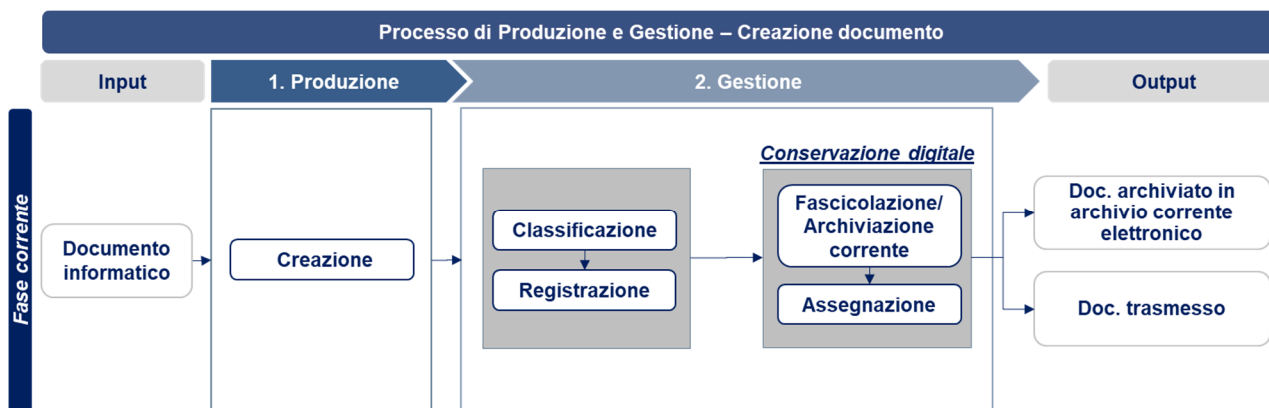 Processo di Produzione e Gestione – Creazione documento
Input
1. Produzione
2. Gestione
Output
Fase corrente
Documento
informatico
Creazione
Classificazione
Registrazione
Conservazione digitale
Fascicolazione/
Archiviazione
corrente
Assegnazione
Doc. archiviato in
archivio corrente
elettronico
Doc. trasmesso